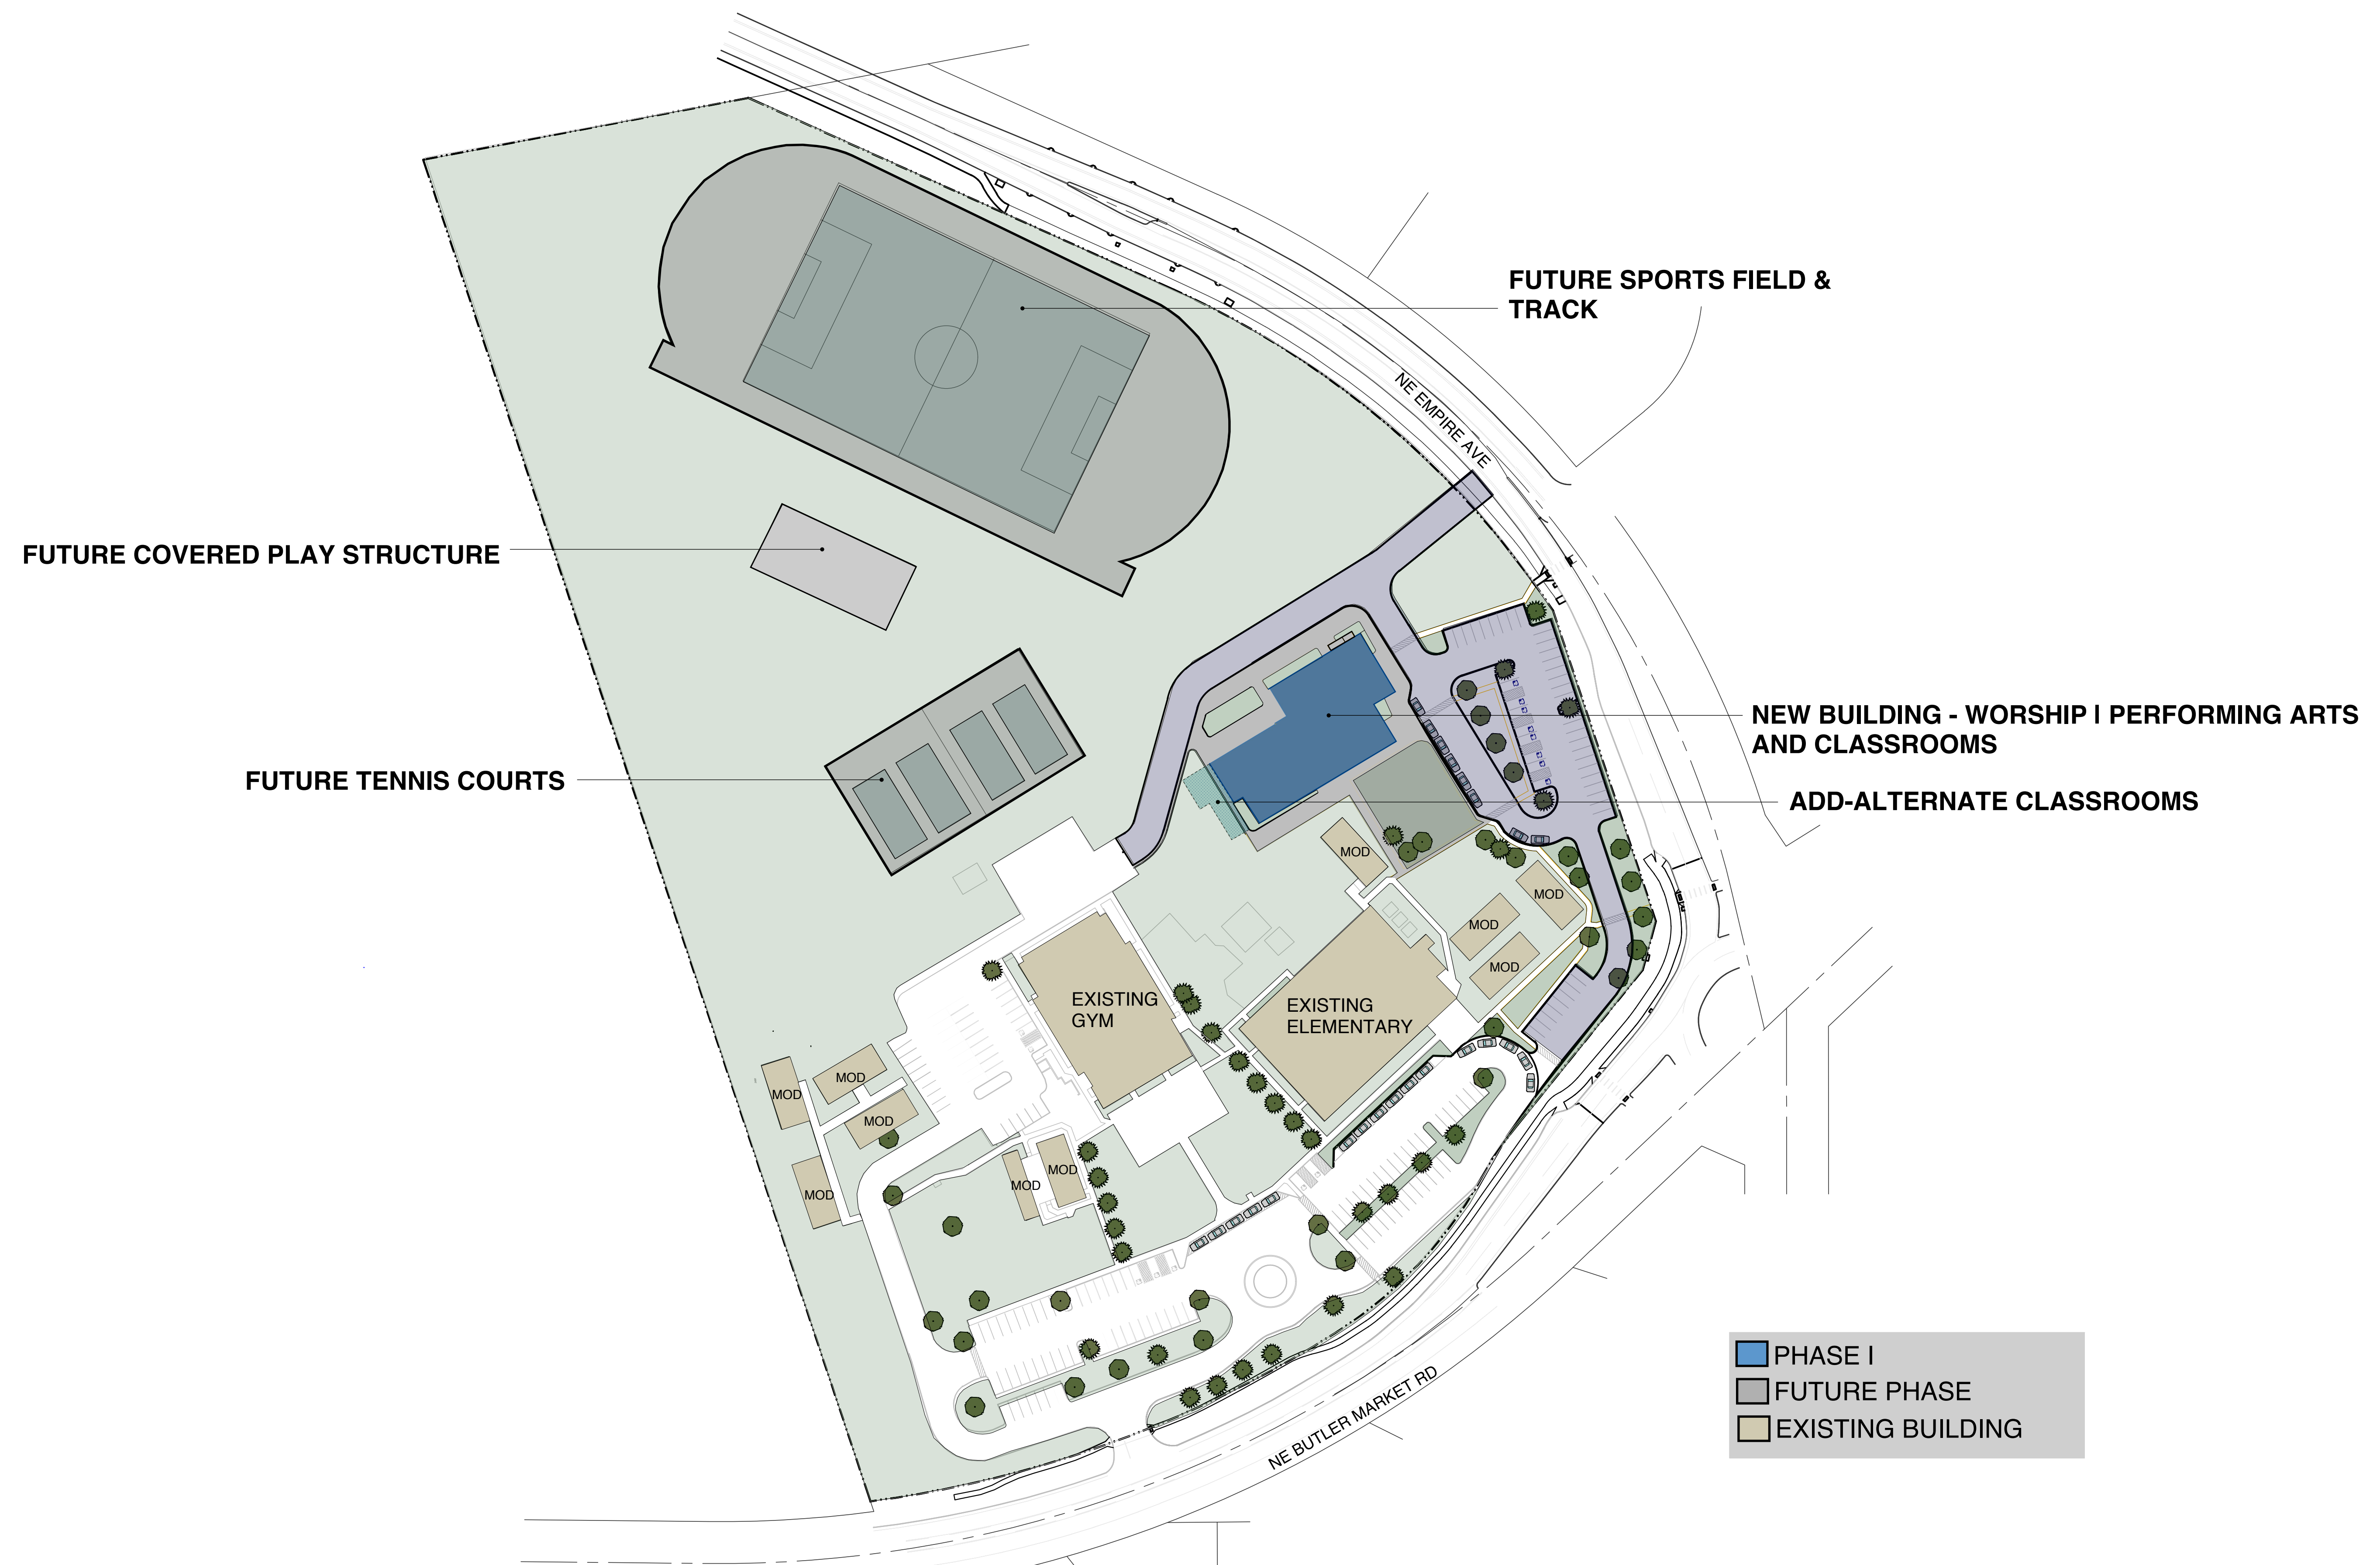 FUTURE SPORTS FIELD &
TRACK
NE EMPIRE AVE
FUTURE COVERED PLAY STRUCTURE
NEW BUILDING - WORSHIP | PERFORMING ARTS
AND CLASSROOMS
FUTURE TENNIS COURTS
ADD-ALTERNATE CLASSROOMS
MOD
MOD
MOD
MOD
EXISTING
GYM
EXISTING
ELEMENTARY
MOD
MOD
MOD
MOD
MOD
MOD
NE BUTLER MARKET RD
PHASE I
FUTURE PHASE
EXISTING BUILDING